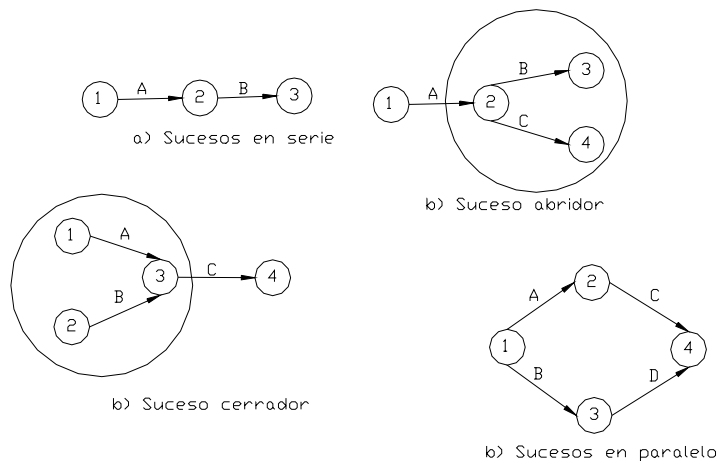 1 A 2 B 3
a) Sucesos en serie
1 A 2 B 3 C 4
b) Suceso abridor
1 A 3 C 4
2 B
b) Suceso cerrador
1 A 2 C 4
B 3 D
b) Sucesos en paralelo